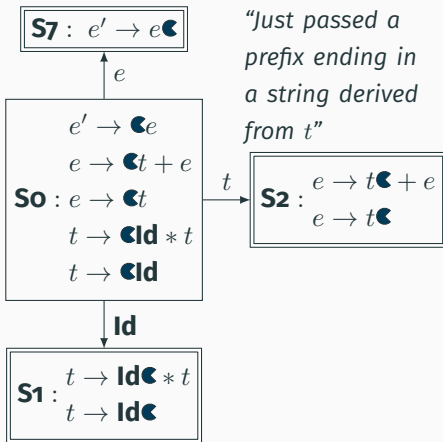 S7 : e′ → e
e
"Just passed a
prefix ending in
a string derived
from t"
e′ → e
e → t + e
S0 : e → t
t → Id ∗ t
t → Id
t
S2 : e → t + e
e → t
Id
S1 : t → Id ∗ t
t → Id